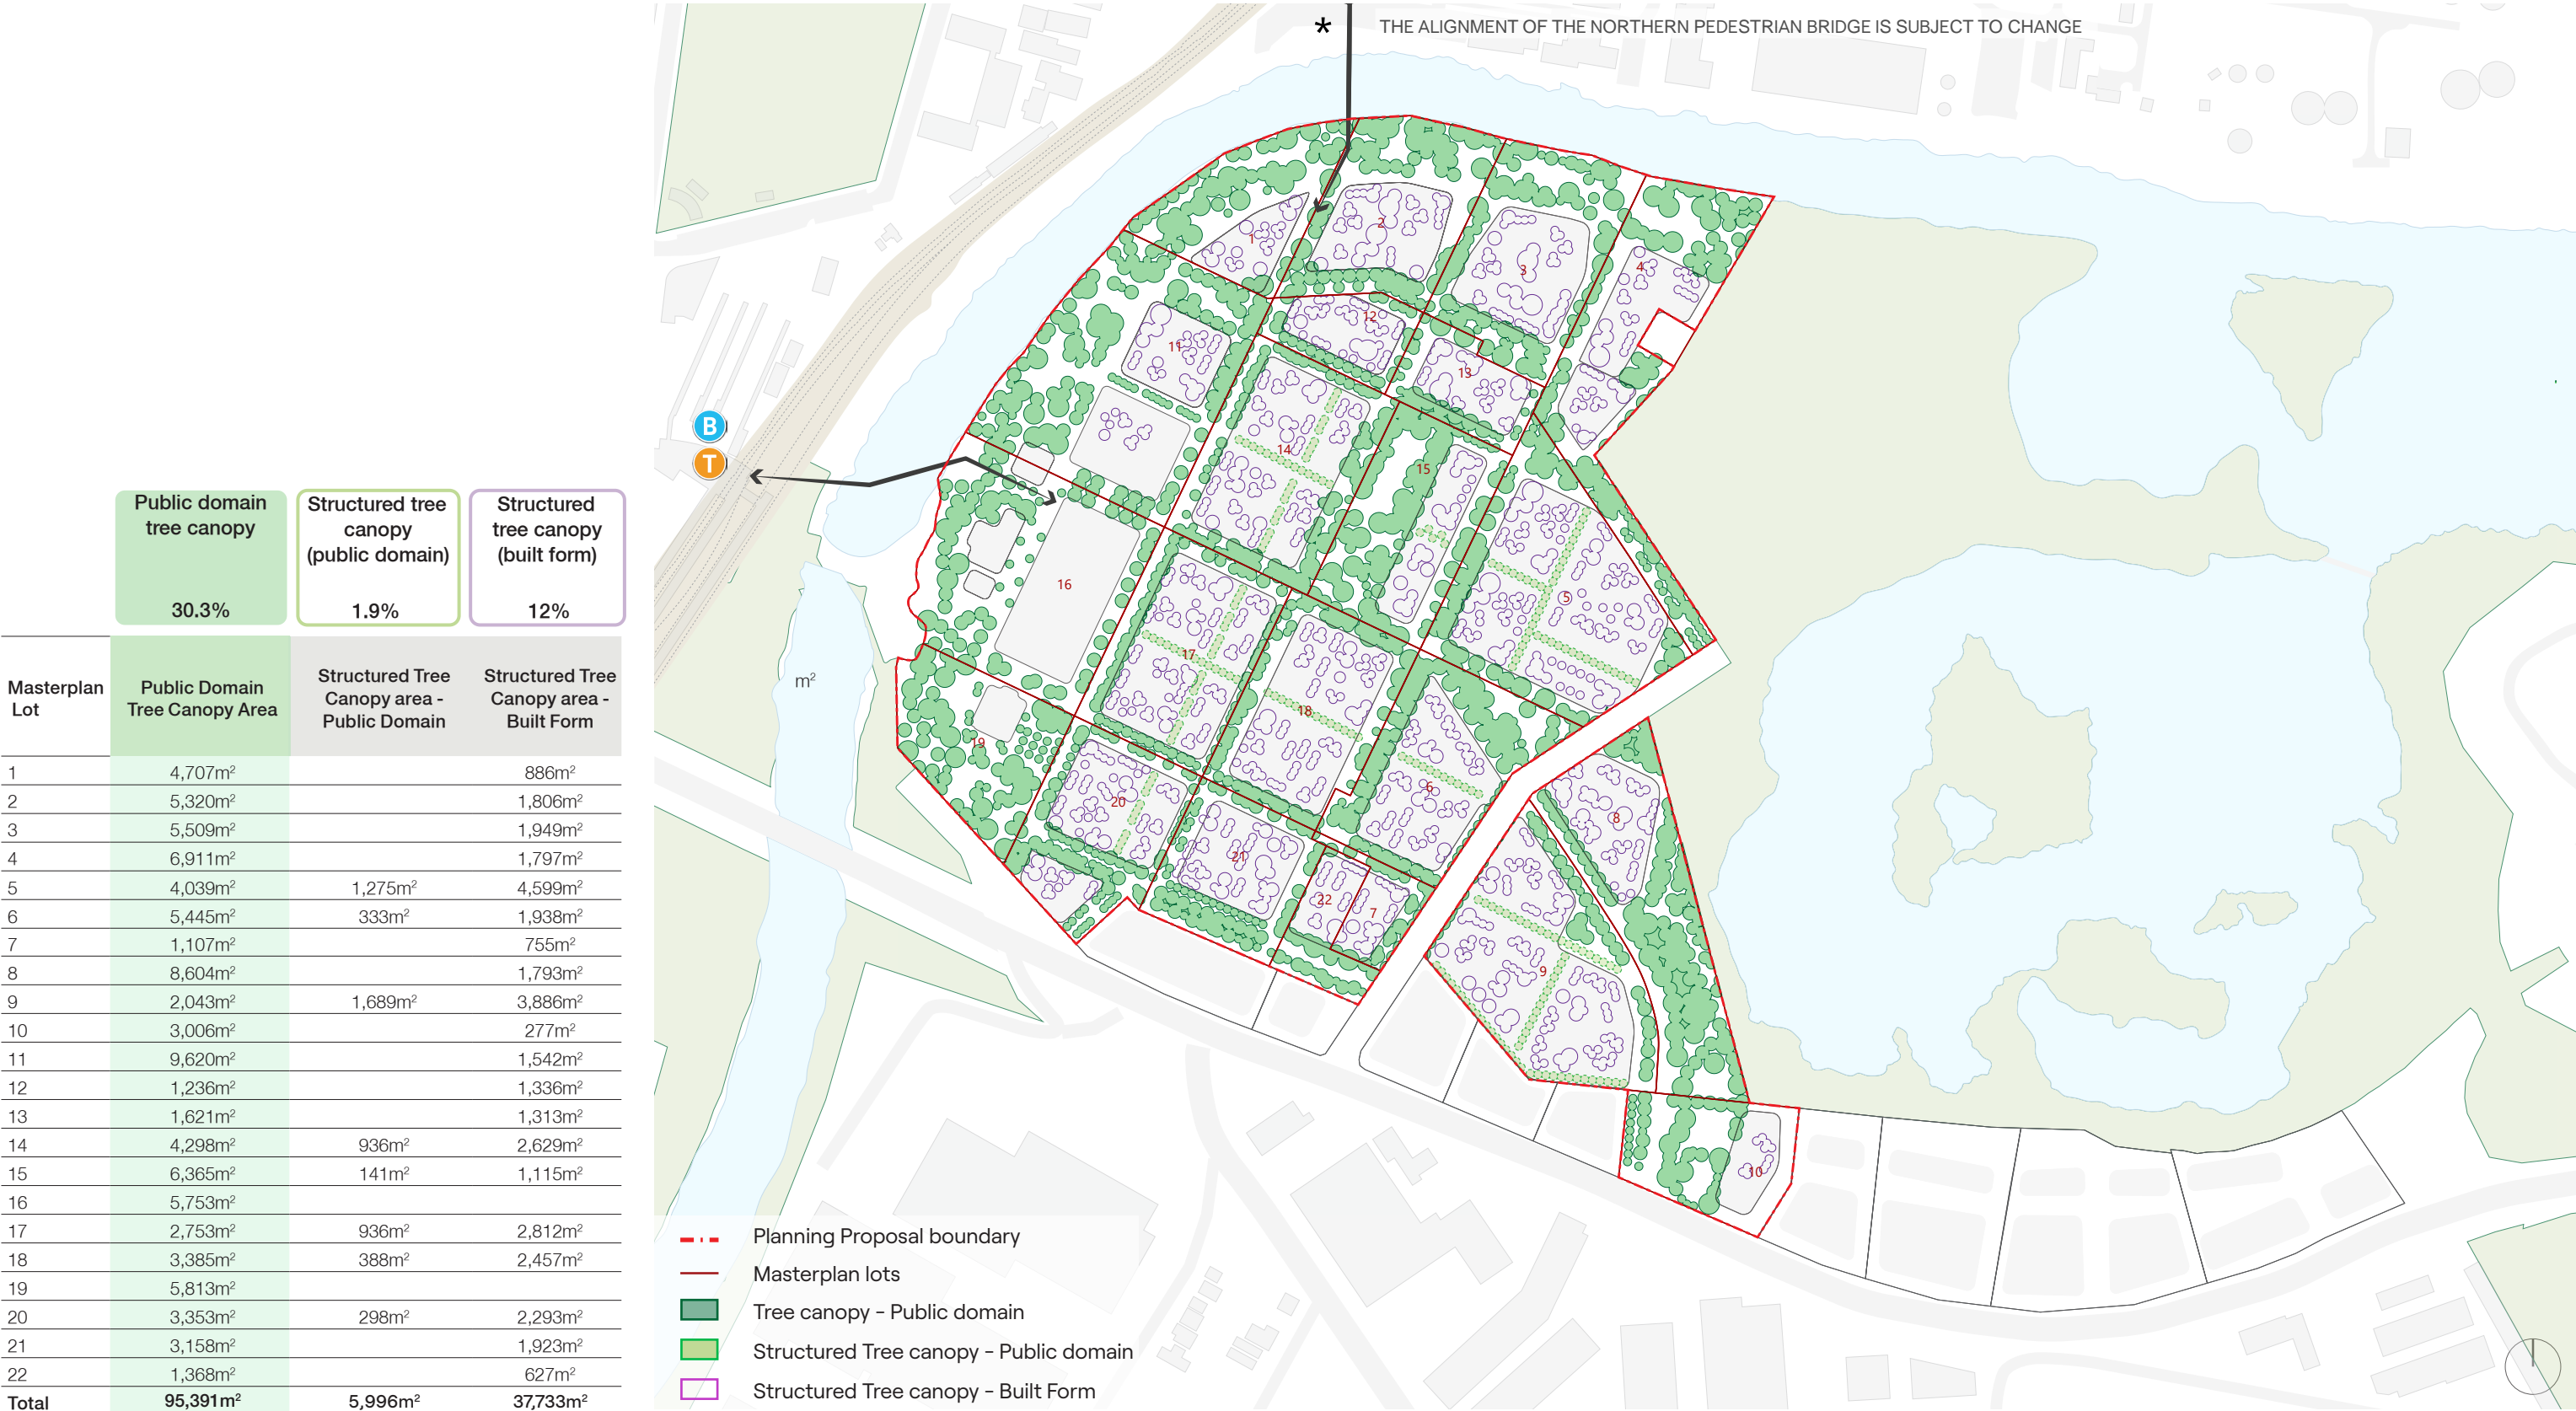 * THE ALIGNMENT OF THE NORTHERN PEDESTRIAN BRIDGE IS SUBJECT TO CHANGE
Public domain
tree canopy
30.3%
Structured tree
canopy
(public domain)
1.9%
Structured
tree canopy
(built form)
12%
Masterplan
Lot
Public Domain
Tree Canopy Area
Structured Tree
Canopy area -
Public Domain
Structured Tree
Canopy area -
Built Form
1 4,707m² 886m²
2 5,320m² 1,806m²
3 5,509m² 1,949m²
4 6,911m² 1,797m²
5 4,039m² 1,275m² 4,599m²
6 5,445m² 333m² 1,938m²
7 1,107m² 755m²
8 8,604m² 1,793m²
9 2,043m² 1,689m² 3,886m²
10 3,006m² 277m²
11 9,620m² 1,542m²
12 1,236m² 1,336m²
13 1,621m² 1,313m²
14 4,298m² 936m² 2,629m²
15 6,365m² 141m² 1,115m²
16 5,753m²
17 2,753m² 936m² 2,812m²
18 3,385m² 388m² 2,457m²
19 5,813m²
20 3,353m² 298m² 2,293m²
21 3,158m² 1,923m²
22 1,368m² 627m²
Total 95,391m² 5,996m² 37,733m²
B
T
m²
1
2
3
4
12
11
13
14
15
16
5
17
18
19
20
6
8
21
22
7
9
10
Planning Proposal boundary
Masterplan lots
Tree canopy - Public domain
Structured Tree canopy - Public domain
Structured Tree canopy - Built Form